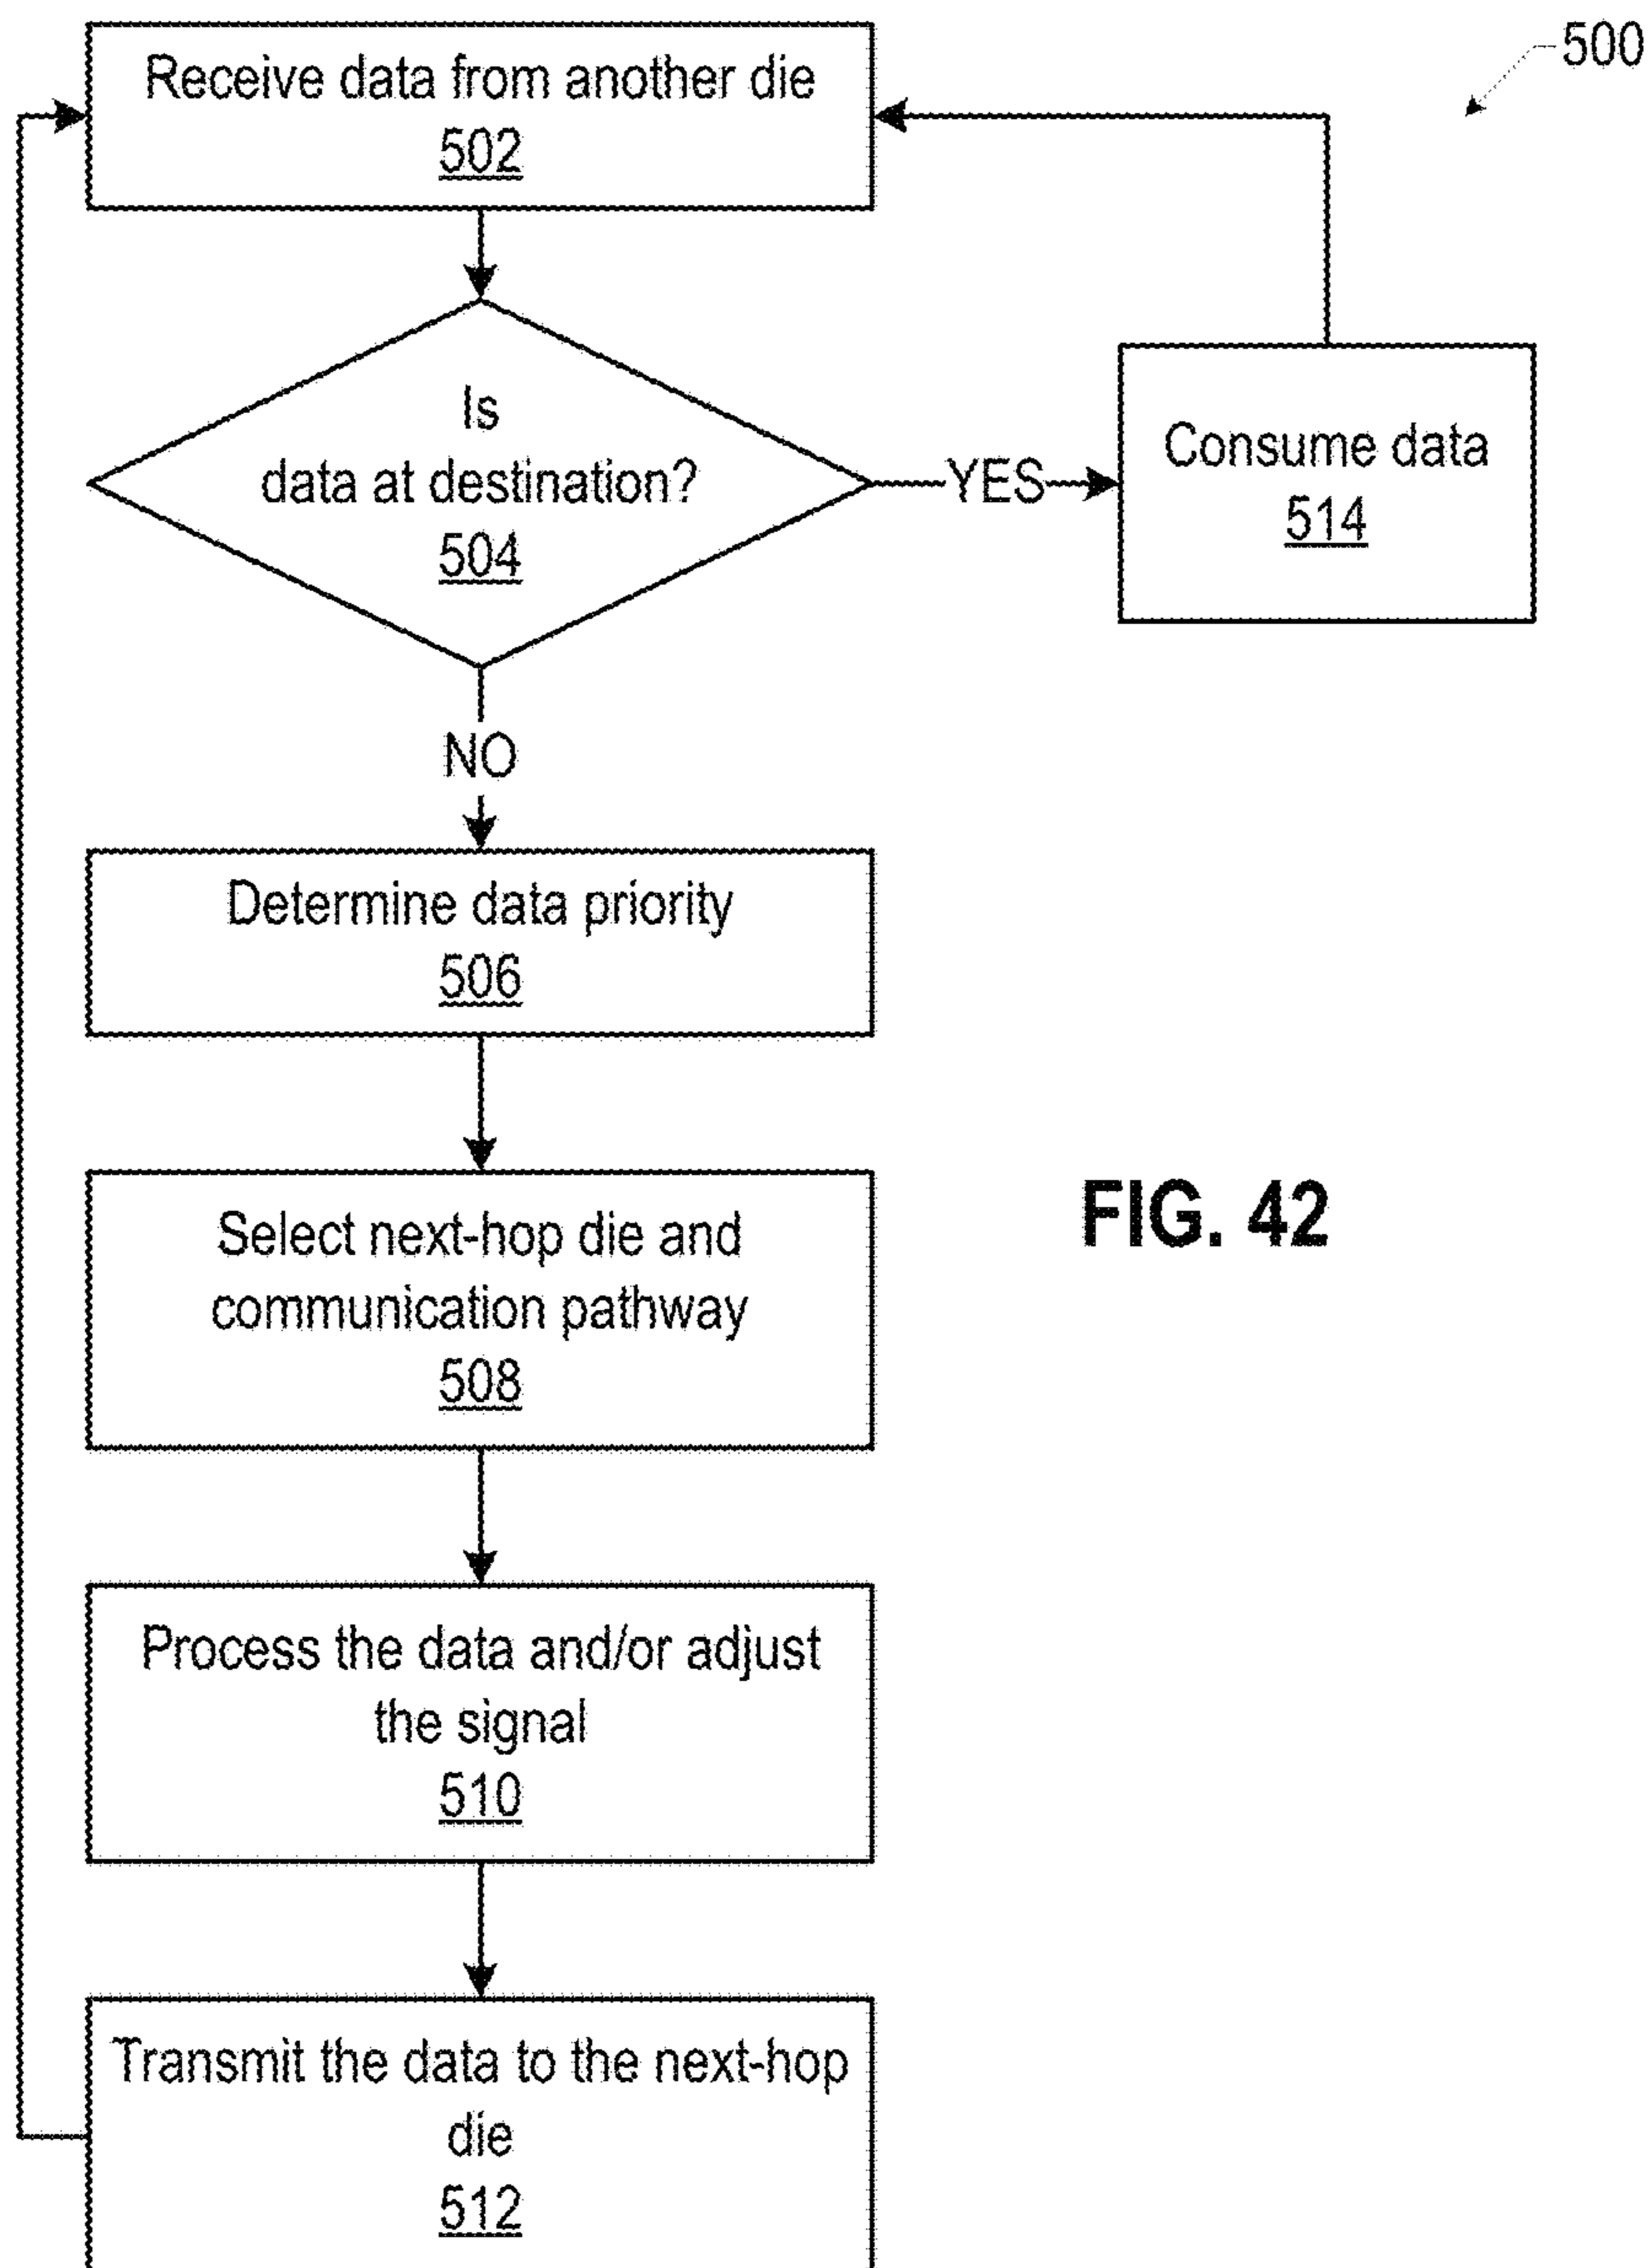 500
Receive data from another die
502
Is
data at destination?
504
YES
Consume data
514
NO
Determine data priority
506
Select next-hop die and
communication pathway
508
FIG. 42
Process the data and/or adjust
the signal
510
Transmit the data to the next-hop
die
512